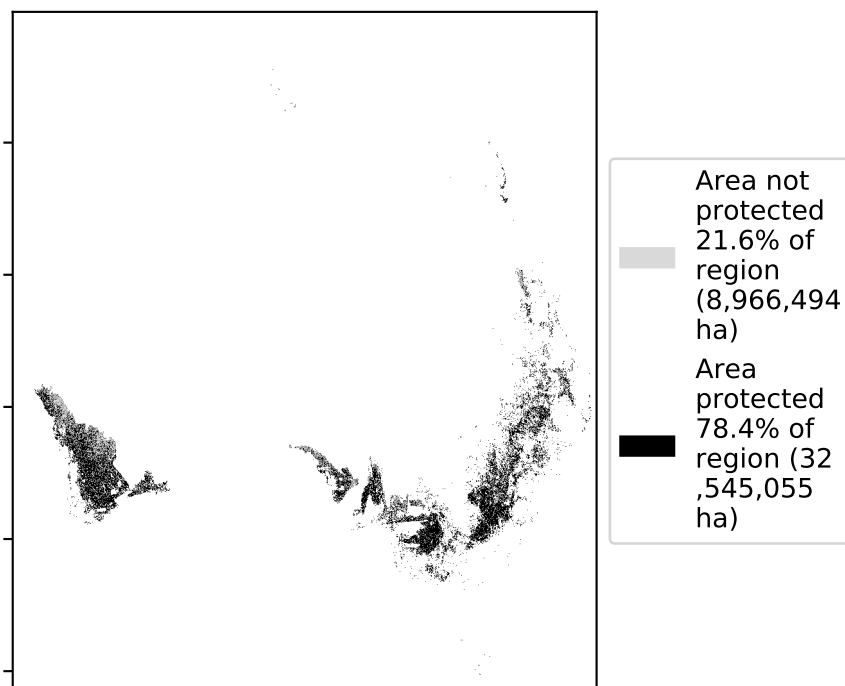 Area not
protected
21.6% of
region
(8,966,494
ha)
Area
protected
78.4% of
region (32
,545,055
ha)